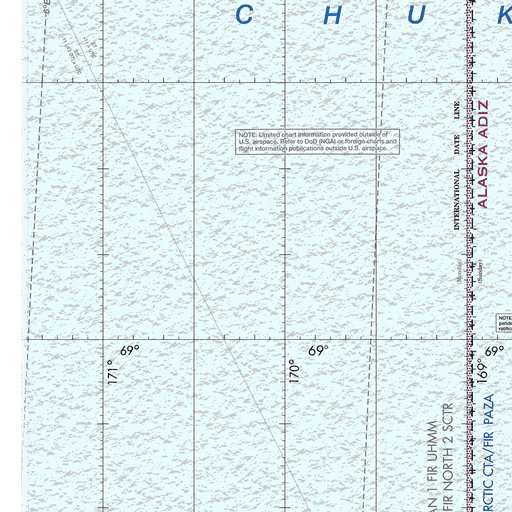 C H U K
-6°E
NOTE: Limited chart information provided outside of
U.S. airspace. Refer to DoD (NGA) or foreign charts and
flight information publications outside U.S. airspace.
INTERNATIONAL DATE LINE
ALASKA ADIZ
(Monday)
(Sunday)
NOTE
69°
69°
69°
171°
170°
169°
AN 1 FIR UHMM
FIR NORTH 2 SCTR
RCTIC CTA/FIR PAZA